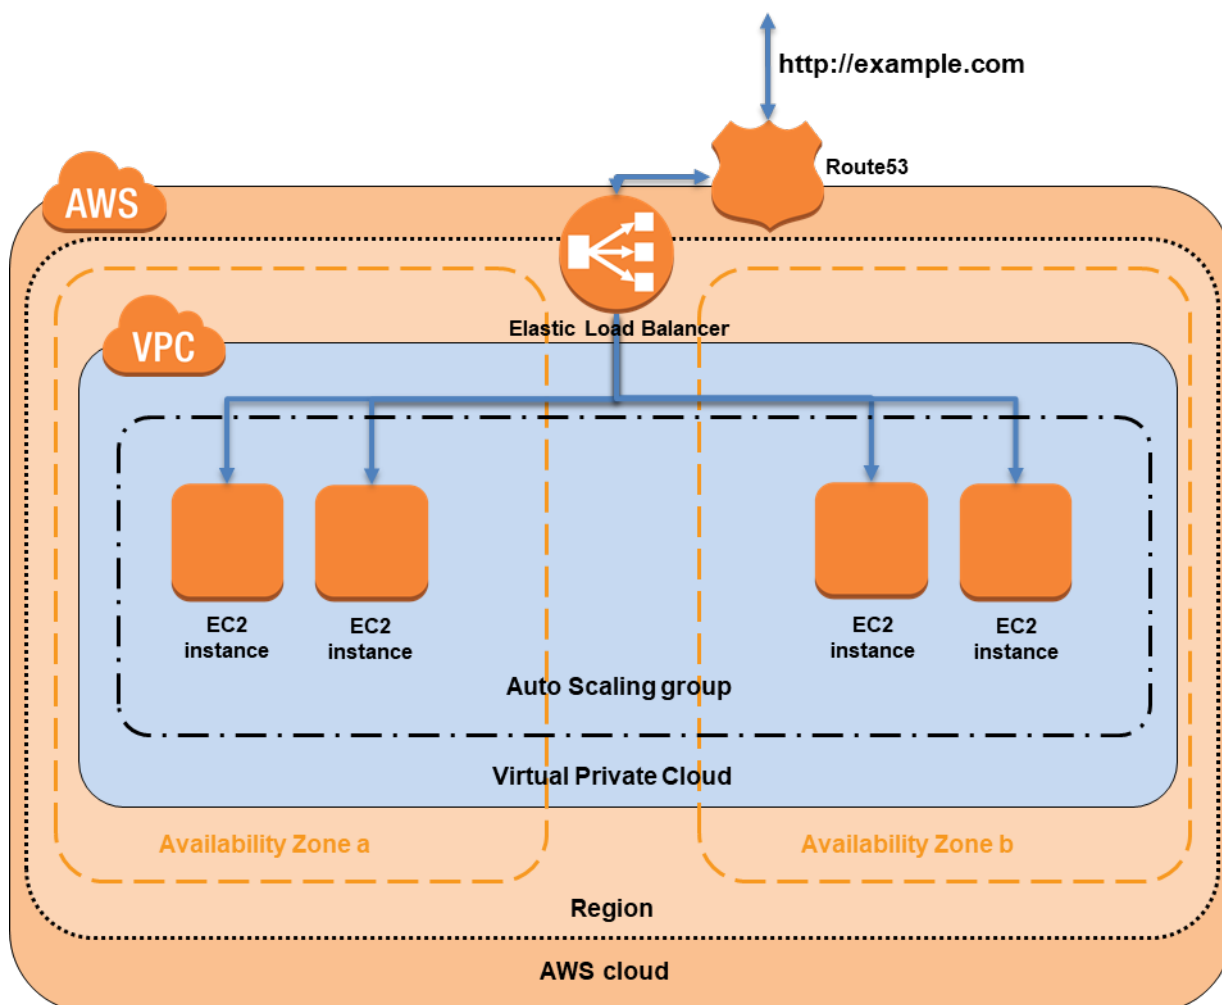 http://example.com
Route53
AWS
Elastic Load Balancer
VPC
EC2
instance
EC2
instance
EC2
instance
EC2
instance
Auto Scaling group
Virtual Private Cloud
Availability Zone a
Availability Zone b
Region
AWS cloud